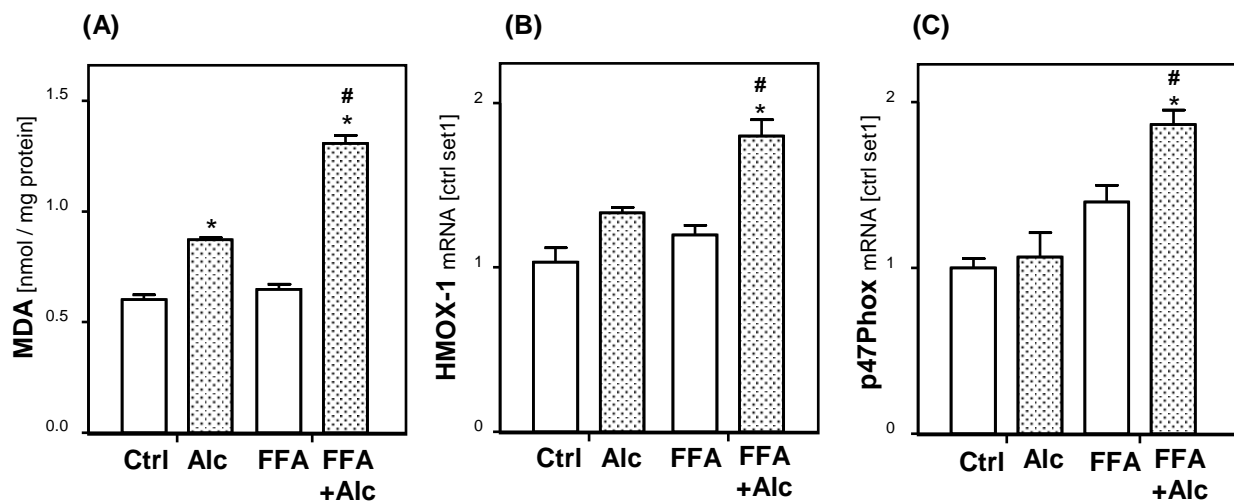 (A)
MDA [nmol / mg protein]
1.5
1.0
0.5
0.0
*
#
*
Ctrl Alc FFA FFA
+Alc
(B)
HMOX-1 mRNA [ctrl set1]
2
1
0
#
*
Ctrl Alc FFA FFA
+Alc
(C)
p47Phox mRNA [ctrl set1]
2
1
0
#
*
Ctrl Alc FFA FFA
+Alc